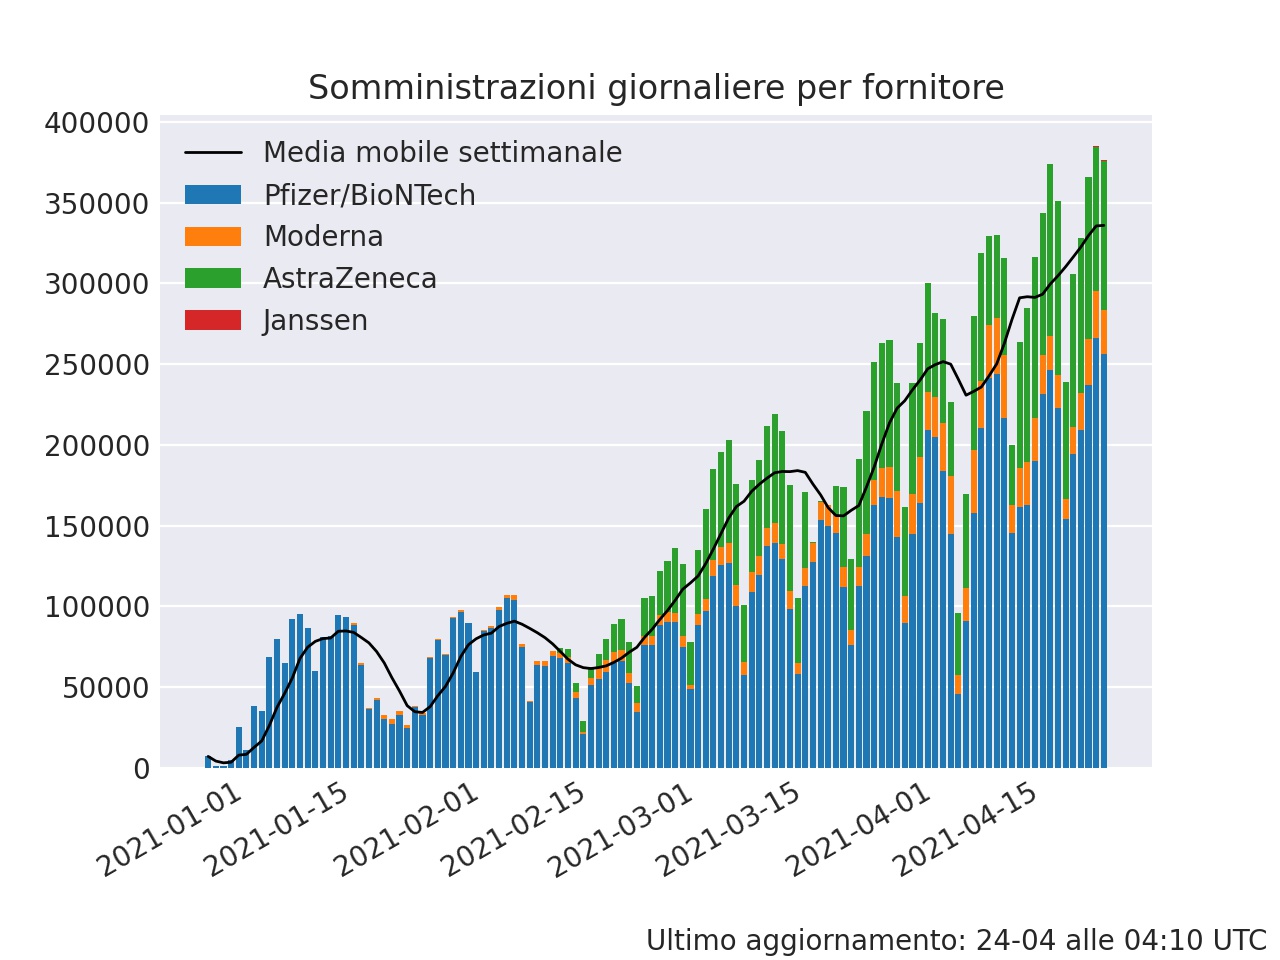 Somministrazioni giornaliere per fornitore
400000
350000
300000
250000
200000
150000
100000
50000
0
Media mobile settimanale
Pfizer/BioNTech
Moderna
AstraZeneca
Janssen
2021-01-01
2021-01-15
2021-02-01
2021-02-15
2021-03-01
2021-03-15
2021-04-01
2021-04-15
Ultimo aggiornamento: 24-04 alle 04:10 UTC